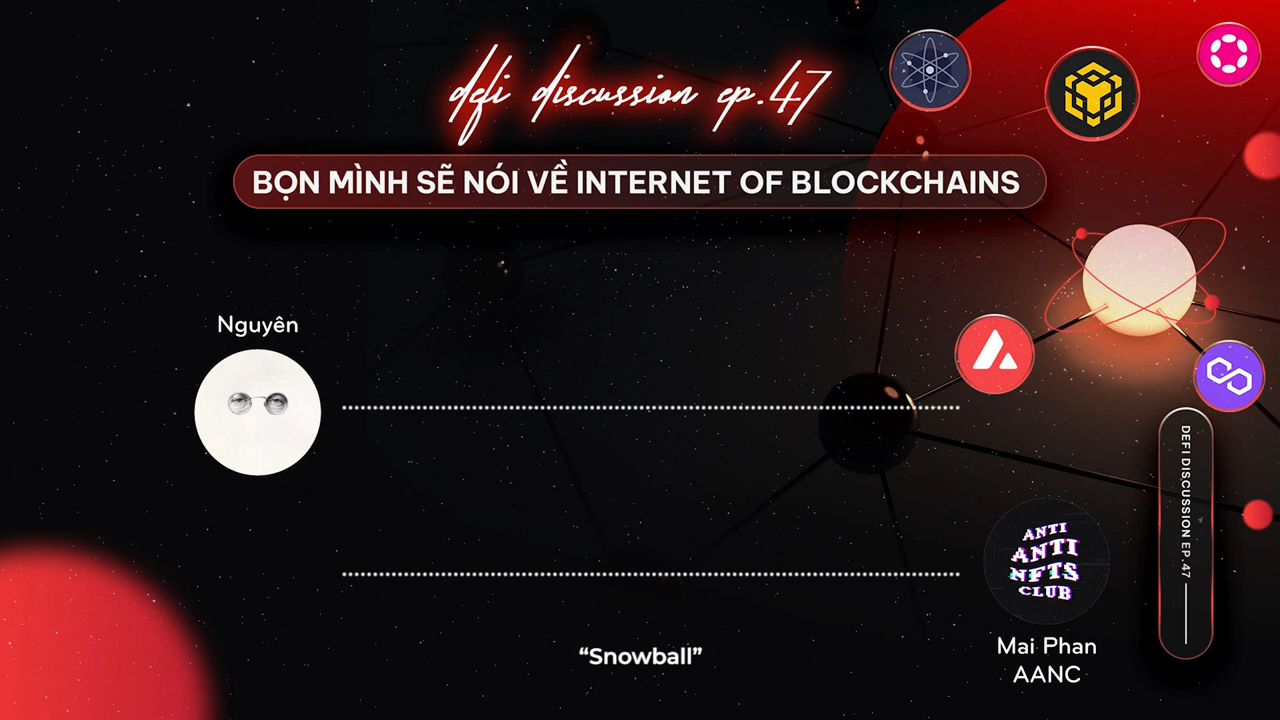 defi discussion ep.47
BỌN MÌNH SẼ NÓI VỀ INTERNET OF BLOCKCHAINS
Nguyên
DEFI DISCUSSION EP.47
ANTI
ANTI
NFTS
CLUB
Mai Phan
AANC
“Snowball”